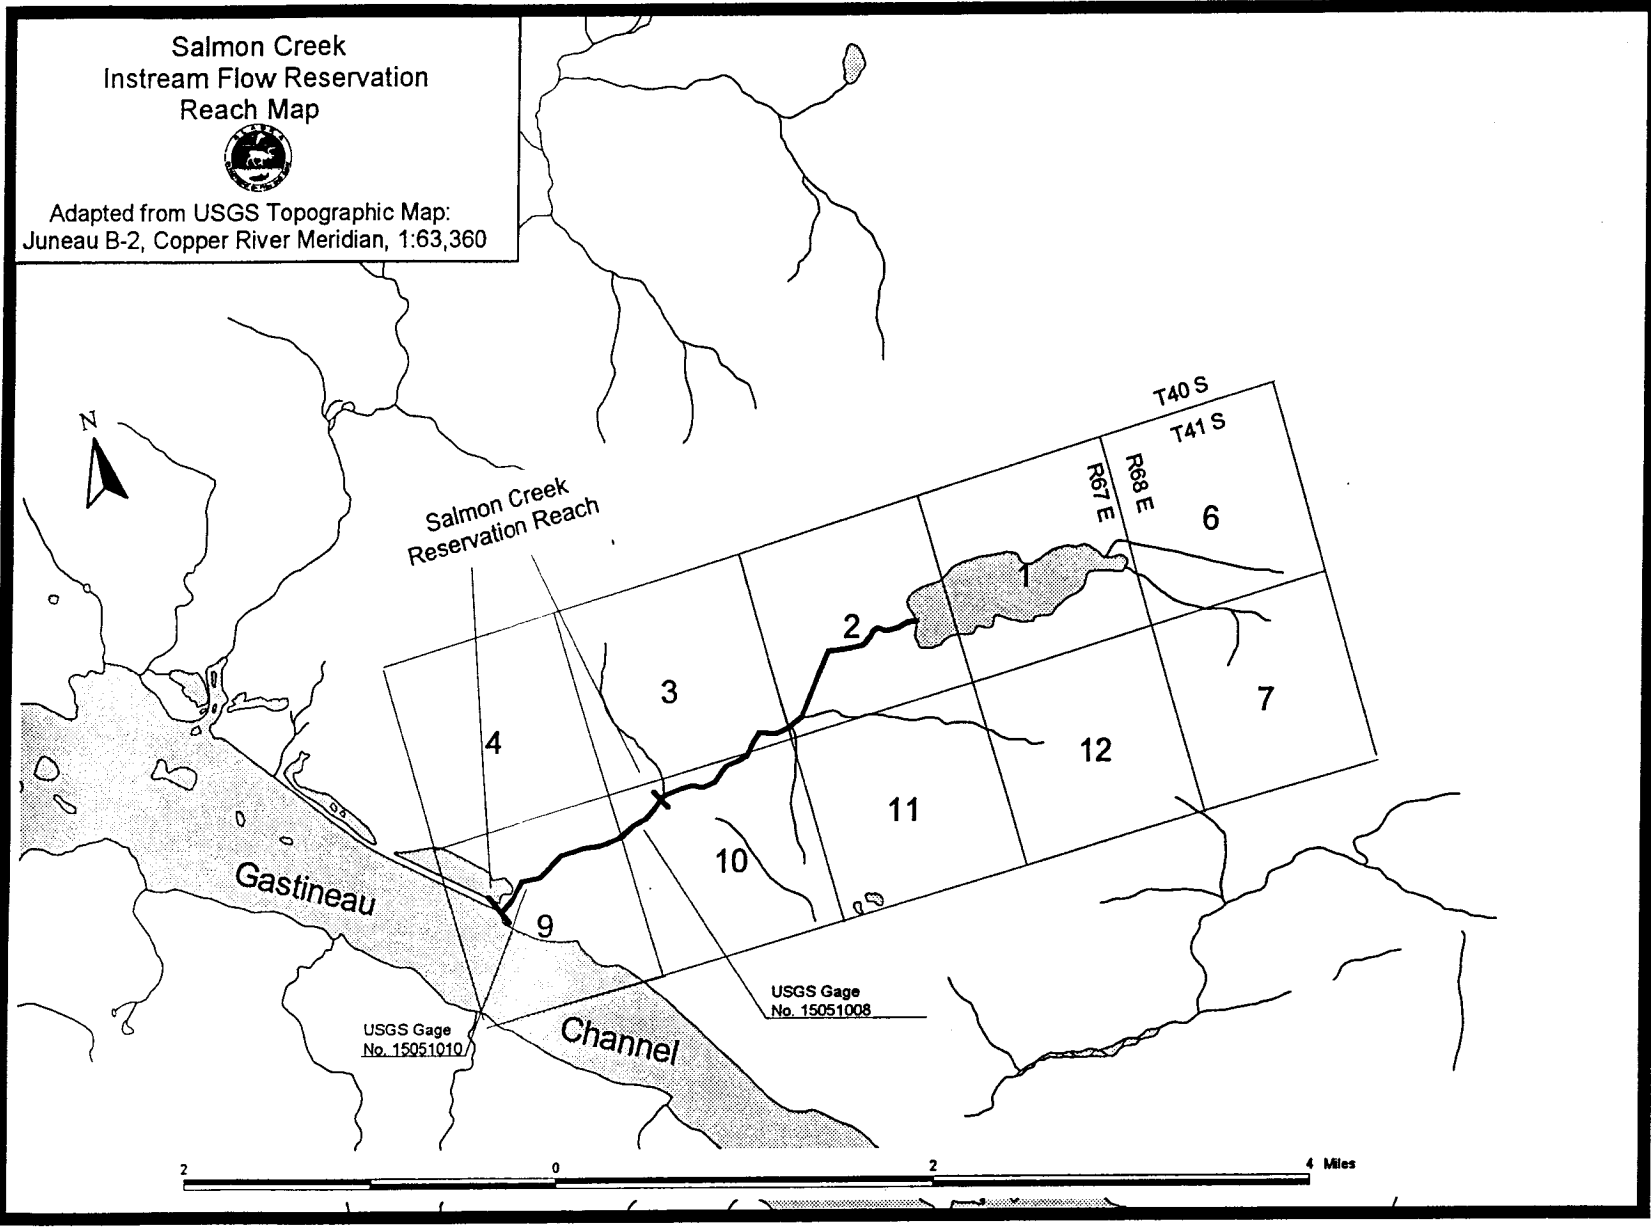 Salmon Creek
Instream Flow Reservation
Reach Map
ALASKA
Adapted from USGS Topographic Map:
Juneau B-2, Copper River Meridian, 1:63,360
N
T40 S
T41 S
R67 E
R68 E
Salmon Creek
Reservation Reach
6
1
2
3
4
7
12
11
10
9
Gastineau
Channel
USGS Gage
No. 15051008
USGS Gage
No. 15051010
2
0
2
4 Miles